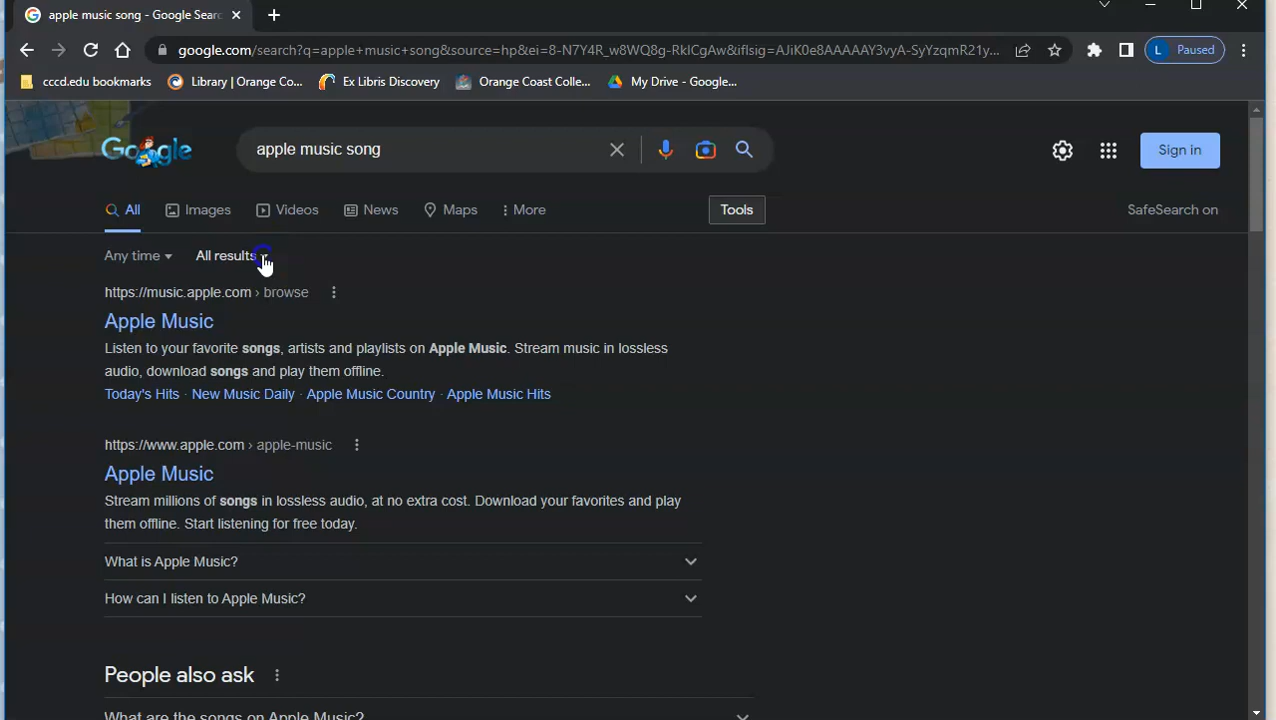 apple music song - Google Searc
google.com/search?q=apple+music+song&source=hp&ei=8-N7Y4R_w8WQ8g-RkICgAw&iflsig=AJiK0e8AAAAAY3vyA-SyYzqmR21y...
L Paused
cccd.edu bookmarks Library | Orange Co... Ex Libris Discovery Orange Coast Colle... My Drive - Google...
Google apple music song Sign in
All Images Videos News Maps More Tools SafeSearch on
Any time All results
https://music.apple.com › browse
Apple Music
Listen to your favorite songs, artists and playlists on Apple Music. Stream music in lossless
audio, download songs and play them offline.
Today's Hits · New Music Daily · Apple Music Country · Apple Music Hits
https://www.apple.com › apple-music
Apple Music
Stream millions of songs in lossless audio, at no extra cost. Download your favorites and play
them offline. Start listening for free today.
What is Apple Music?
How can I listen to Apple Music?
People also ask
What are the songs on Apple Music?